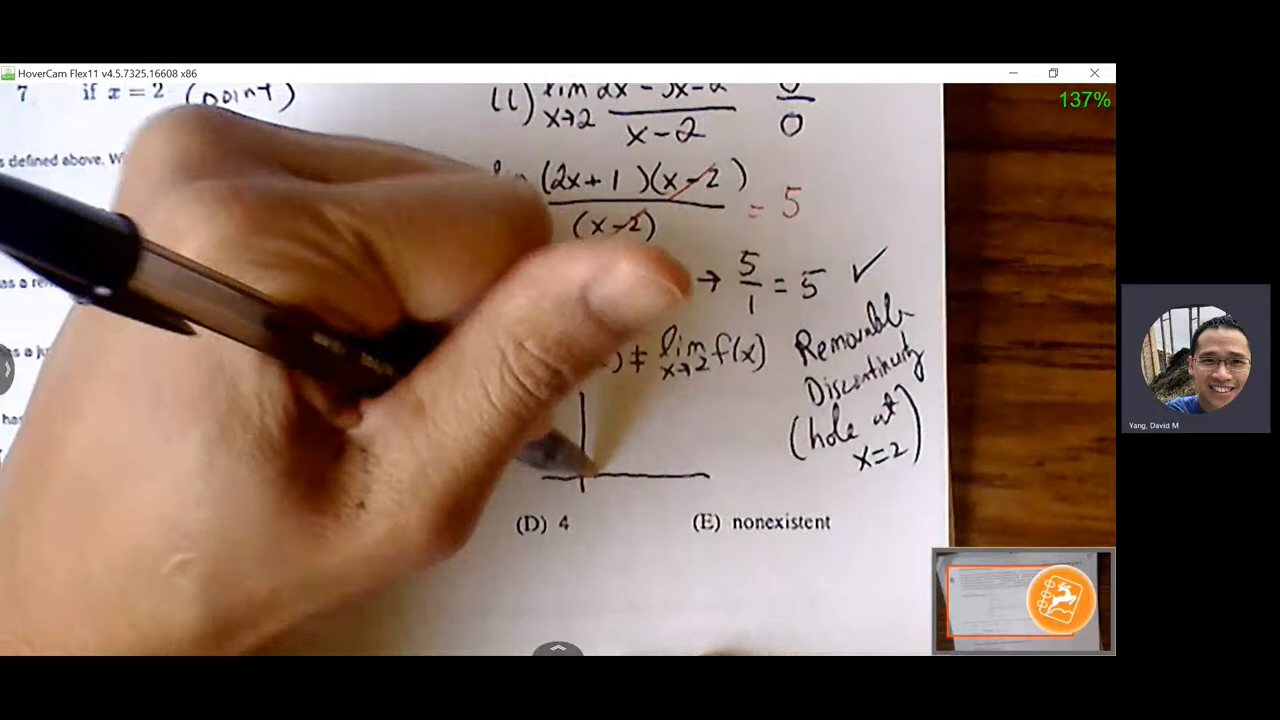 HoverCam Flex11 v4.5.7325.16608 x86
137%
7 if x = 2 (point)
s defined above. W
(ii) lim x→2 2x - 3x - 2 / x - 2
0 / 0
(2x + 1)(x - 2) / (x - 2) = 5
→ 5/1 = 5 ✓
) ≠ lim x→2 f(x)
Removable
Discontinuity
(hole at
x=2)
(D) 4 (E) nonexistent
Yang, David M